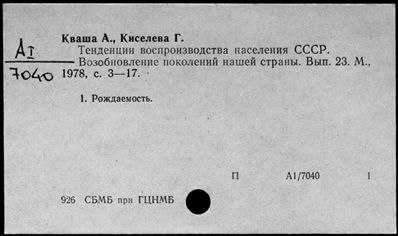 Кваша А., Киселева Г.
Тенденции воспроизводства населения СССР.
АI
Возобновление поколений нашей страны. Вып. 23. М.,
7040
1978, с. 3—17.
1. Рождаемость.
П А1/7040 1
926 СБМБ при ГЦНМБ